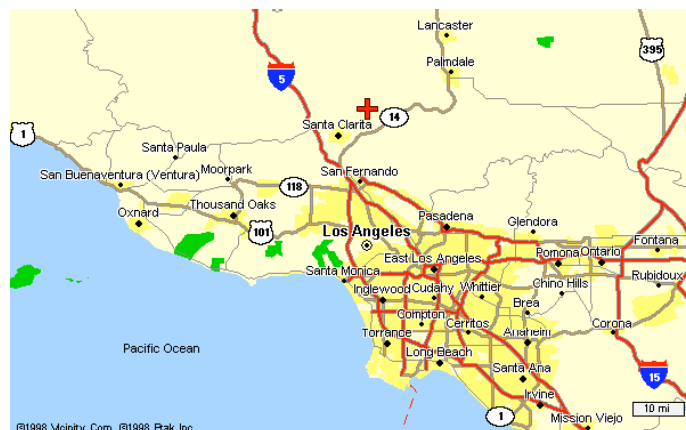 Lancaster
395
Palmdale
5
14
Santa Clarita
1
Santa Paula
San Fernando
Moorpark
San Buenaventura (Ventura)
118
Thousand Oaks
Oxnard
Pasadena
Glendora
101
Los Angeles
Fontana
Pomona
Ontario
East Los Angeles
Santa Monica
Rubidoux
Chino Hills
Inglewood
Cudahy
Whittier
Brea
Compton
Cerritos
Corona
Anaheim
Torrance
Pacific Ocean
Long Beach
Santa Ana
15
Irvine
10 mi
1
Mission Viejo
©1998 Vicinity Corp. ©1998 Etak Inc.